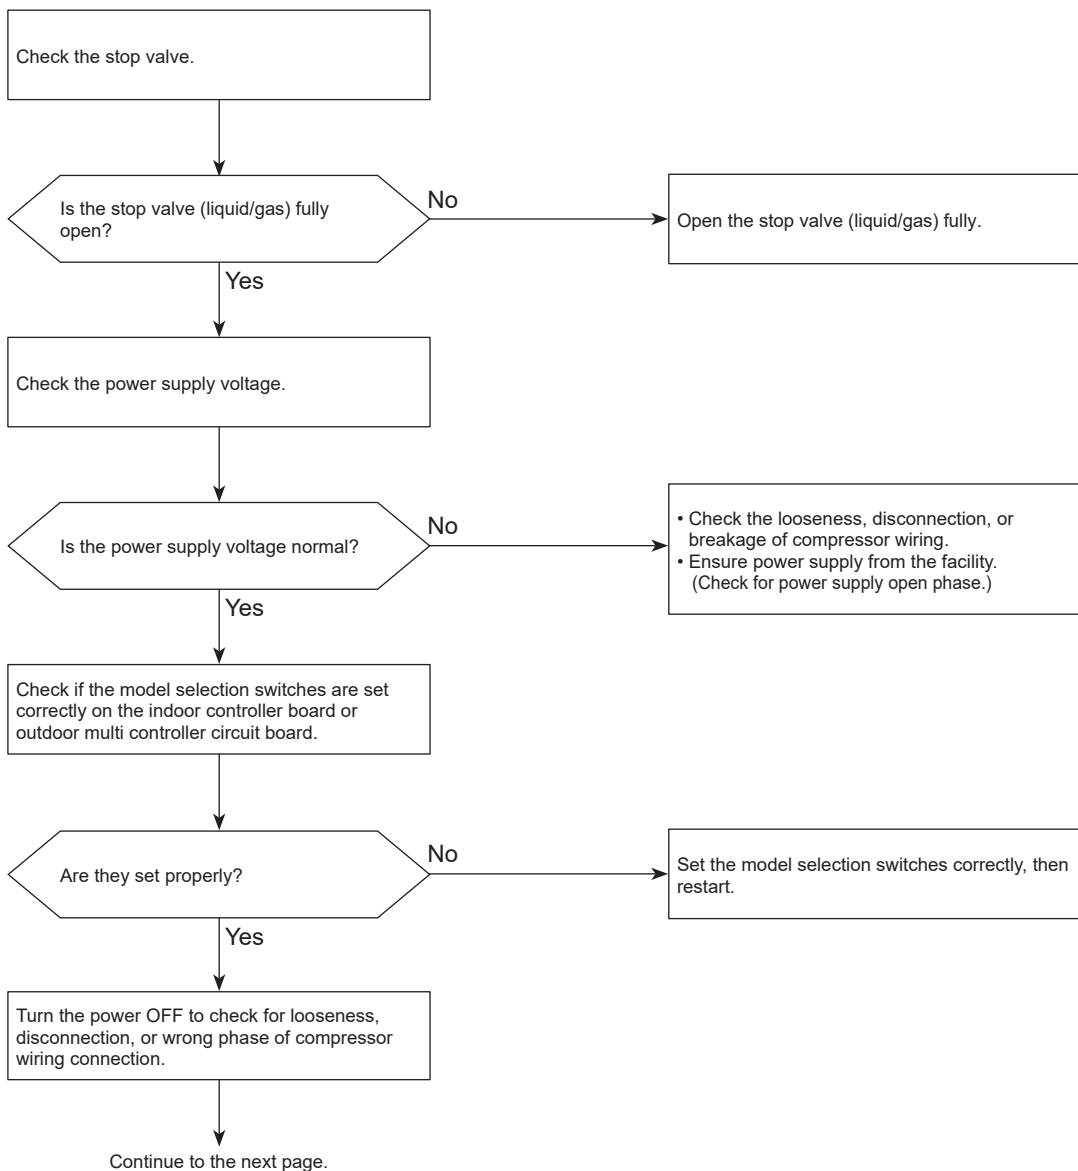 Check the stop valve.
Is the stop valve (liquid/gas) fully
open?
No
Open the stop valve (liquid/gas) fully.
Yes
Check the power supply voltage.
Is the power supply voltage normal?
No
• Check the looseness, disconnection, or
breakage of compressor wiring.
• Ensure power supply from the facility.
(Check for power supply open phase.)
Yes
Check if the model selection switches are set
correctly on the indoor controller board or
outdoor multi controller circuit board.
Are they set properly?
No
Set the model selection switches correctly, then
restart.
Yes
Turn the power OFF to check for looseness,
disconnection, or wrong phase of compressor
wiring connection.
Continue to the next page.